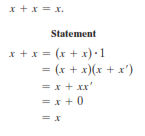 x + x = x.
Statement
x + x = (x + x) · 1
= (x + x)(x + x′)
= x + xx′
= x + 0
= x